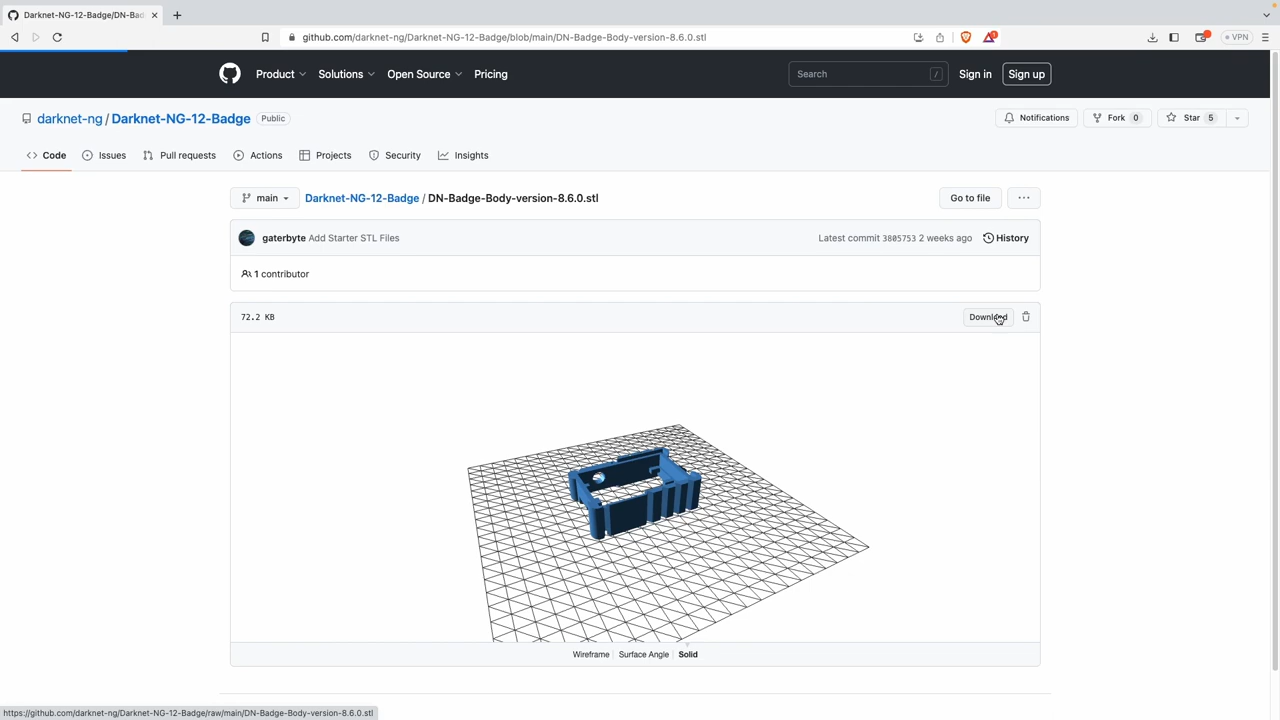 Darknet-NG-12-Badge/DN-Bad
github.com/darknet-ng/Darknet-NG-12-Badge/blob/main/DN-Badge-Body-version-8.6.0.stl
VPN
Product Solutions Open Source Pricing
Search /
Sign in Sign up
darknet-ng / Darknet-NG-12-Badge Public
Notifications Fork 0 Star 5
Code Issues Pull requests Actions Projects Security Insights
main Darknet-NG-12-Badge / DN-Badge-Body-version-8.6.0.stl Go to file ...
gaterbyte Add Starter STL Files Latest commit 3805753 2 weeks ago History
1 contributor
72.2 KB Download
Wireframe Surface Angle Solid
https://github.com/darknet-ng/Darknet-NG-12-Badge/raw/main/DN-Badge-Body-version-8.6.0.stl